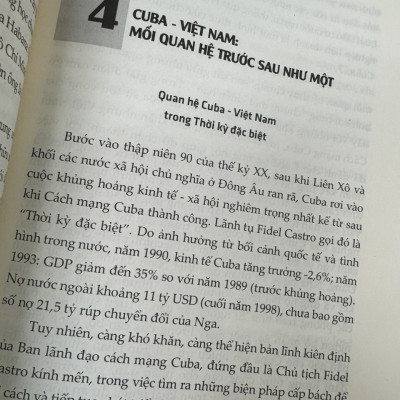 4
CUBA - VIỆT NAM:
MỐI QUAN HỆ TRƯỚC SAU NHƯ MỘT
Quan hệ Cuba - Việt Nam
trong Thời kỳ đặc biệt
Bước vào thập niên 90 của thế kỷ XX, sau khi Liên Xô và
khối các nước xã hội chủ nghĩa ở Đông Âu tan rã, Cuba rơi vào
cuộc khủng hoảng kinh tế - xã hội nghiêm trọng nhất kể từ sau
khi Cách mạng Cuba thành công. Lãnh tụ Fidel Castro gọi đó là
“Thời kỳ đặc biệt”. Do ảnh hưởng từ bối cảnh quốc tế và tình
hình trong nước, năm 1990, kinh tế Cuba tăng trưởng -2,6%; năm
1993: GDP giảm đến 35% so với năm 1989 (trước khủng hoảng).
Nợ nước ngoài khoảng 11 tỷ USD (cuối năm 1998), chưa bao gồm
số nợ 21,5 tỷ rúp chuyển đổi của Nga.
Tuy nhiên, càng khó khăn, càng thể hiện bản lĩnh kiên định
của Ban lãnh đạo cách mạng Cuba, đứng đầu là Chủ tịch Fidel
astro kính mến, trong việc tìm ra những biện pháp cấp bách để
cách và tiếp tục